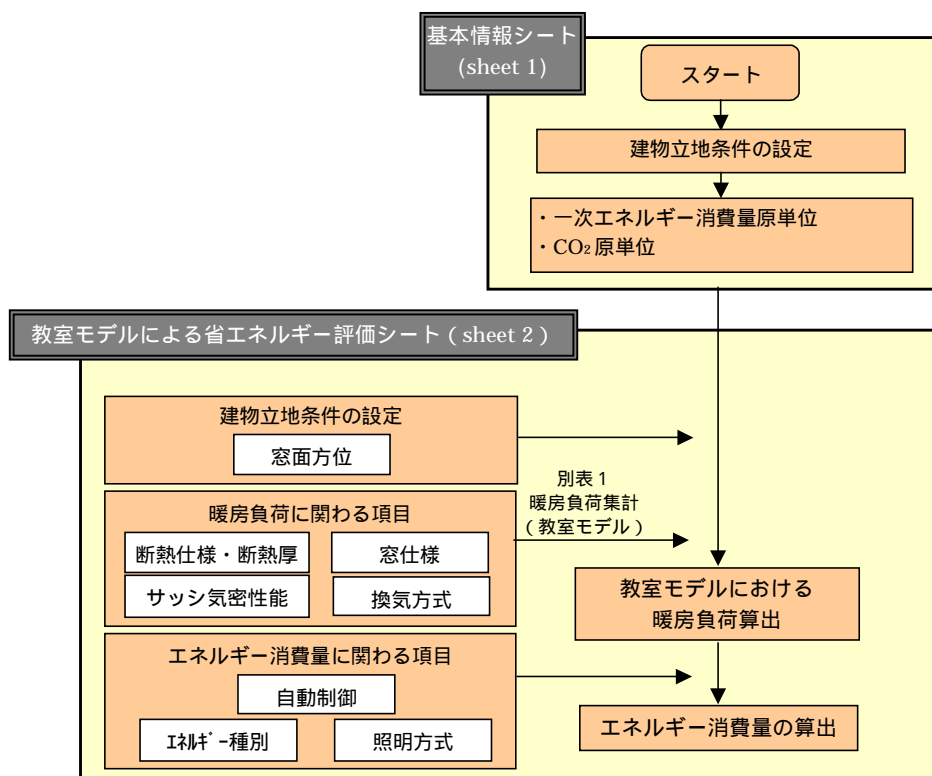 基本情報シート
(sheet 1)
スタート
建物立地条件の設定
・一次エネルギー消費量原単位
・CO₂原単位
教室モデルによる省エネルギー評価シート(sheet 2)
建物立地条件の設定
窓面方位
別表1
暖房負荷集計
(教室モデル)
暖房負荷に関わる項目
断熱仕様・断熱厚
窓仕様
サッシ気密性能
換気方式
教室モデルにおける
暖房負荷算出
エネルギー消費量に関わる項目
自動制御
ｴﾈﾙｷﾞｰ種別
照明方式
エネルギー消費量の算出